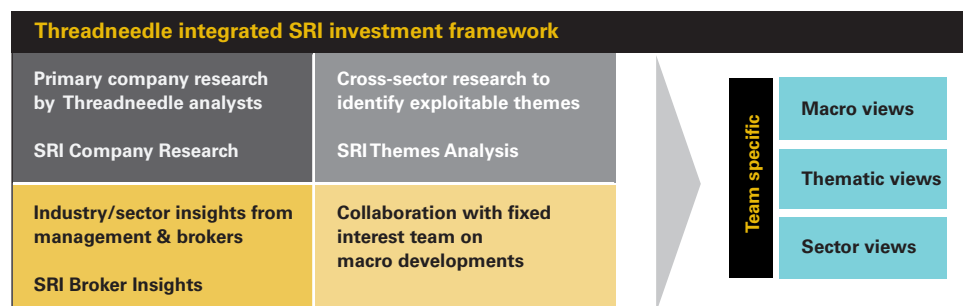 Threadneedle integrated SRI investment framework
Primary company research
by Threadneedle analysts
SRI Company Research
Cross-sector research to
identify exploitable themes
SRI Themes Analysis
Industry/sector insights from
management & brokers
SRI Broker Insights
Collaboration with fixed
interest team on
macro developments
Team specific
Macro views
Thematic views
Sector views